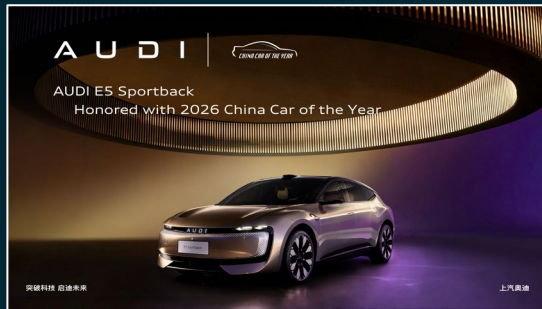 AUDI
CHINA CAR OF THE YEAR
AUDI E5 Sportback
Honored with 2026 China Car of the Year
AUDI
突破科技 启迪未来
上汽奥迪